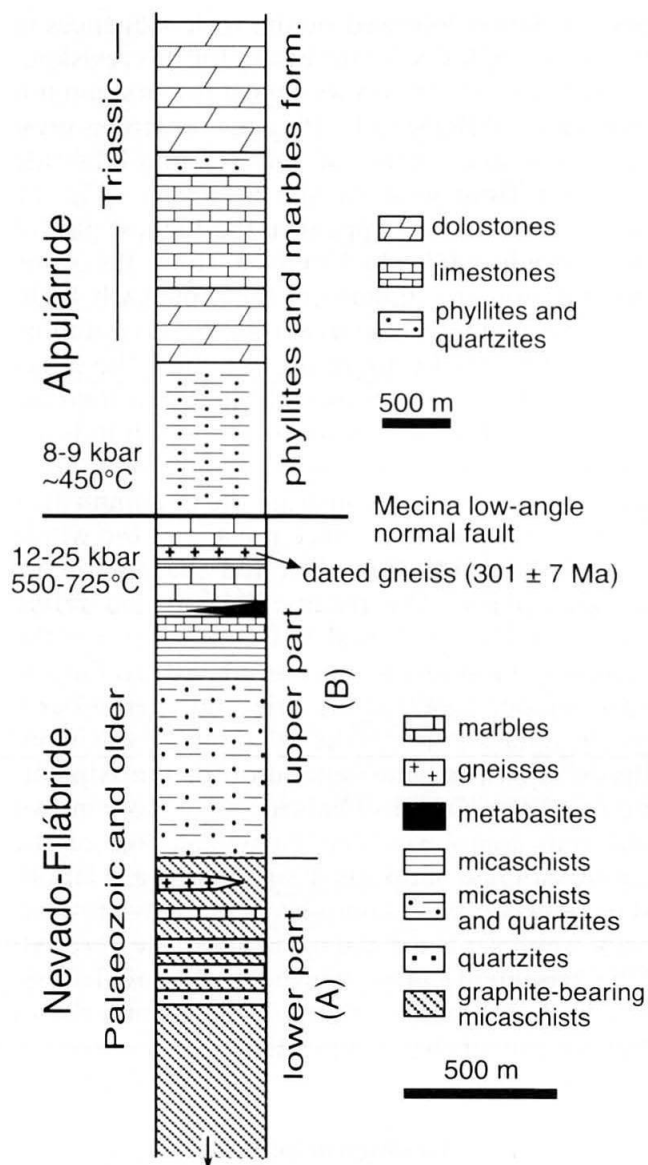 Alpujárride
Triassic
phyllites and marbles form.
dolostones
limestones
phyllites and
quartzites
500 m
8-9 kbar
~450°C
Mecina low-angle
normal fault
12-25 kbar
550-725°C
dated gneiss (301 ± 7 Ma)
Nevado-Filábride
Palaeozoic and older
upper part
(B)
lower part
(A)
marbles
gneisses
metabasites
micaschists
micaschists
and quartzites
quartzites
graphite-bearing
micaschists
500 m